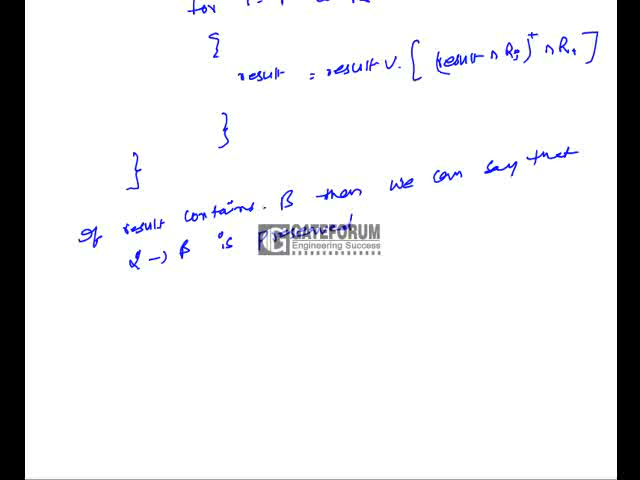 for
{
result = result ∪. [ (result ∩ Ri)⁺ ∩ Ri ]
}
}
If result contains. β then we can say that
α → β is preserved
GATEFORUM
Engineering Success